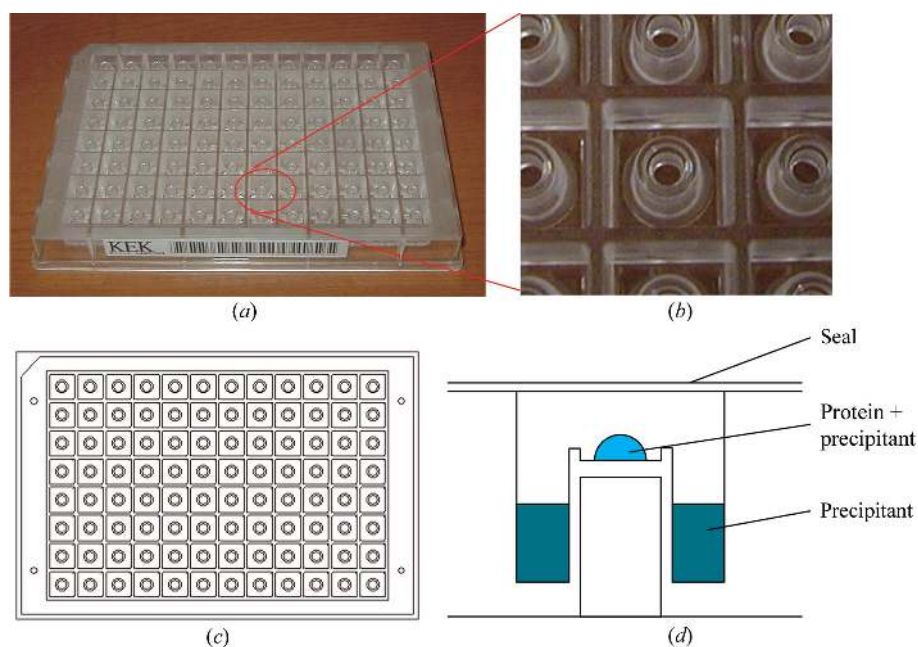 KEK
(a)
(b)
Seal
Protein +
precipitant
Precipitant
(c)
(d)